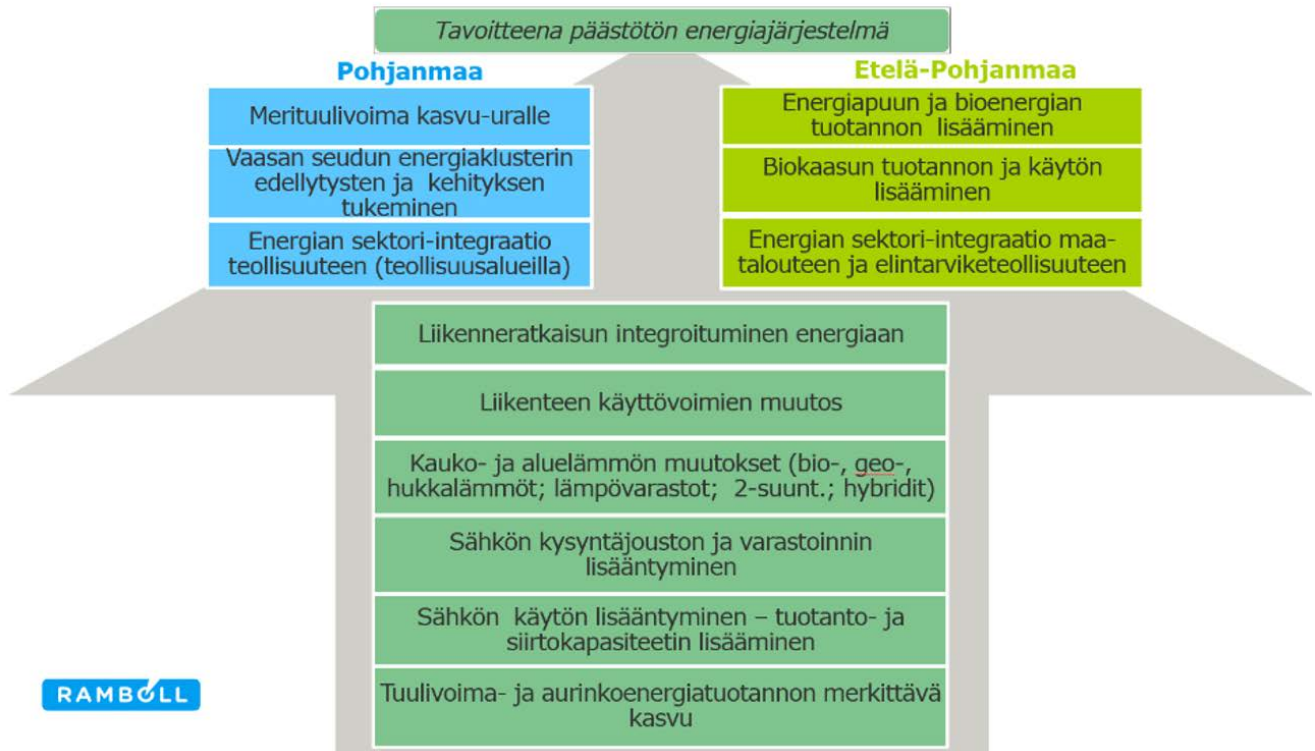 Tavoitteena päästötön energiajärjestelmä
Pohjanmaa
Merituulivoima kasvu-uralle
Vaasan seudun energiaklusterin
edellytysten ja kehityksen
tukeminen
Energian sektori-integraatio
teollisuuteen (teollisuusalueilla)
Etelä-Pohjanmaa
Energiapuun ja bioenergian
tuotannon lisääminen
Biokaasun tuotannon ja käytön
lisääminen
Energian sektori-integraatio maa-
talouteen ja elintarviketeollisuuteen
Liikenneratkaisun integroituminen energiaan
Liikenteen käyttövoimien muutos
Kauko- ja aluelämmön muutokset (bio-, geo-,
hukkalämmöt; lämpövarastot; 2-suunt.; hybridit)
Sähkön kysyntäjouston ja varastoinnin
lisääntyminen
Sähkön käytön lisääntyminen – tuotanto- ja
siirtokapasiteetin lisääminen
Tuulivoima- ja aurinkoenergiatuotannon merkittävä
kasvu
RAMBOLL